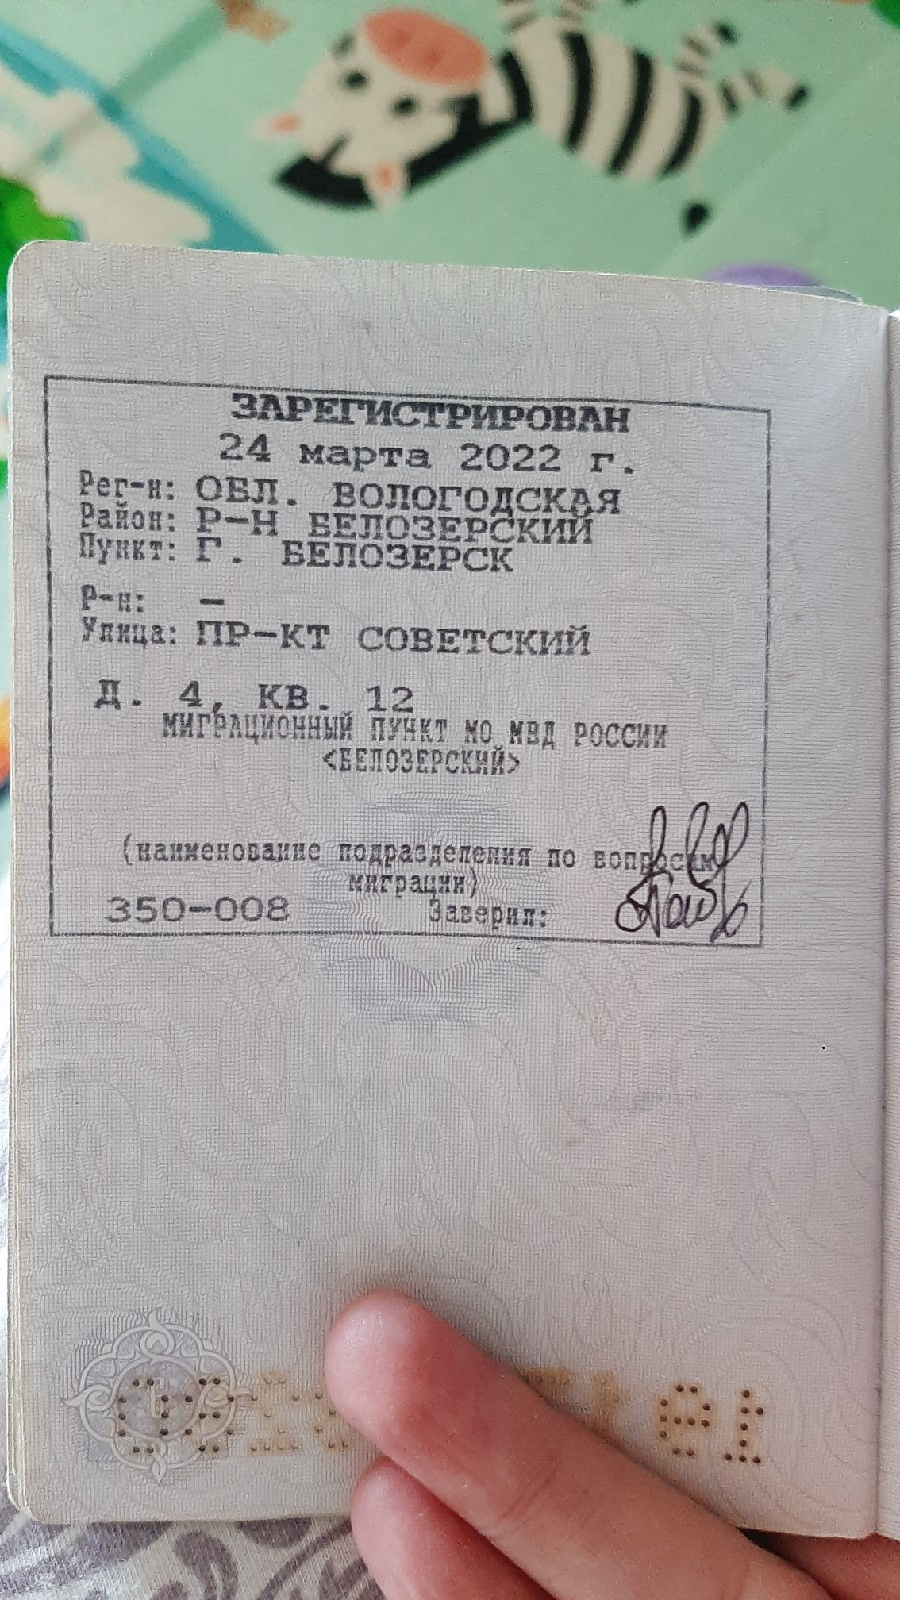 ЗАРЕГИСТРИРОВАН
24 марта 2022 г.
Рег-н: ОБЛ. ВОЛОГОДСКАЯ
Район: Р-Н БЕЛОЗЕРСКИЙ
Пункт: Г. БЕЛОЗЕРСК
Р-н: -
Улица: ПР-КТ СОВЕТСКИЙ
Д. 4, КВ. 12
МИГРАЦИОННЫЙ ПУНКТ МО МВД РОССИИ
<БЕЛОЗЕРСКИЙ>
(наименование подразделения по вопросам
миграции)
350-008 Заверил: